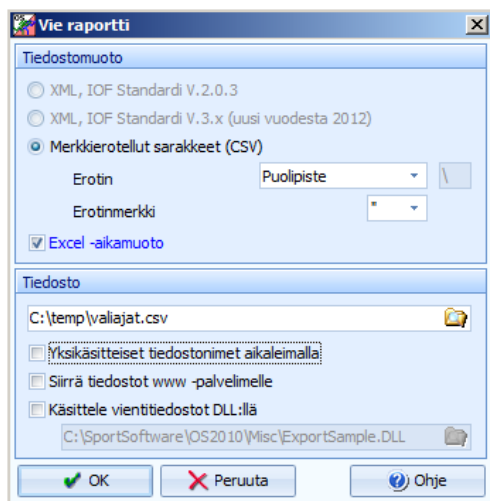 Vie raportti
Tiedostomuoto
XML, IOF Standardi V.2.0.3
XML, IOF Standardi V.3.x (uusi vuodesta 2012)
Merkkierotellut sarakkeet (CSV)
Erotin Puolipiste \
Erotinmerkki "
Excel -aikamuoto
Tiedosto
C:\temp\valiajat.csv
Yksikäsitteiset tiedostonimet aikaleimalla
Siirrä tiedostot www -palvelimelle
Käsittele vientitiedostot DLL:llä
C:\SportSoftware\OS2010\Misc\ExportSample.DLL
OK Peruuta Ohje